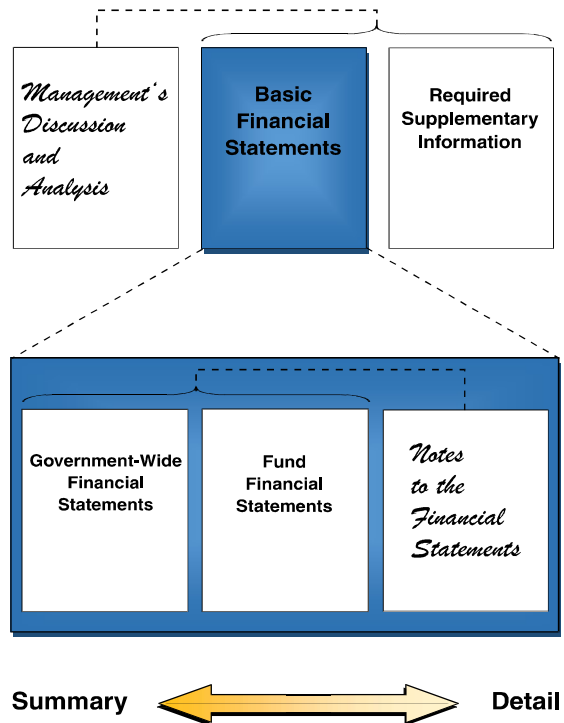 Management's
Discussion
and
Analysis
Basic
Financial
Statements
Required
Supplementary
Information
Government-Wide
Financial
Statements
Fund
Financial
Statements
Notes
to the
Financial
Statements
Summary
Detail